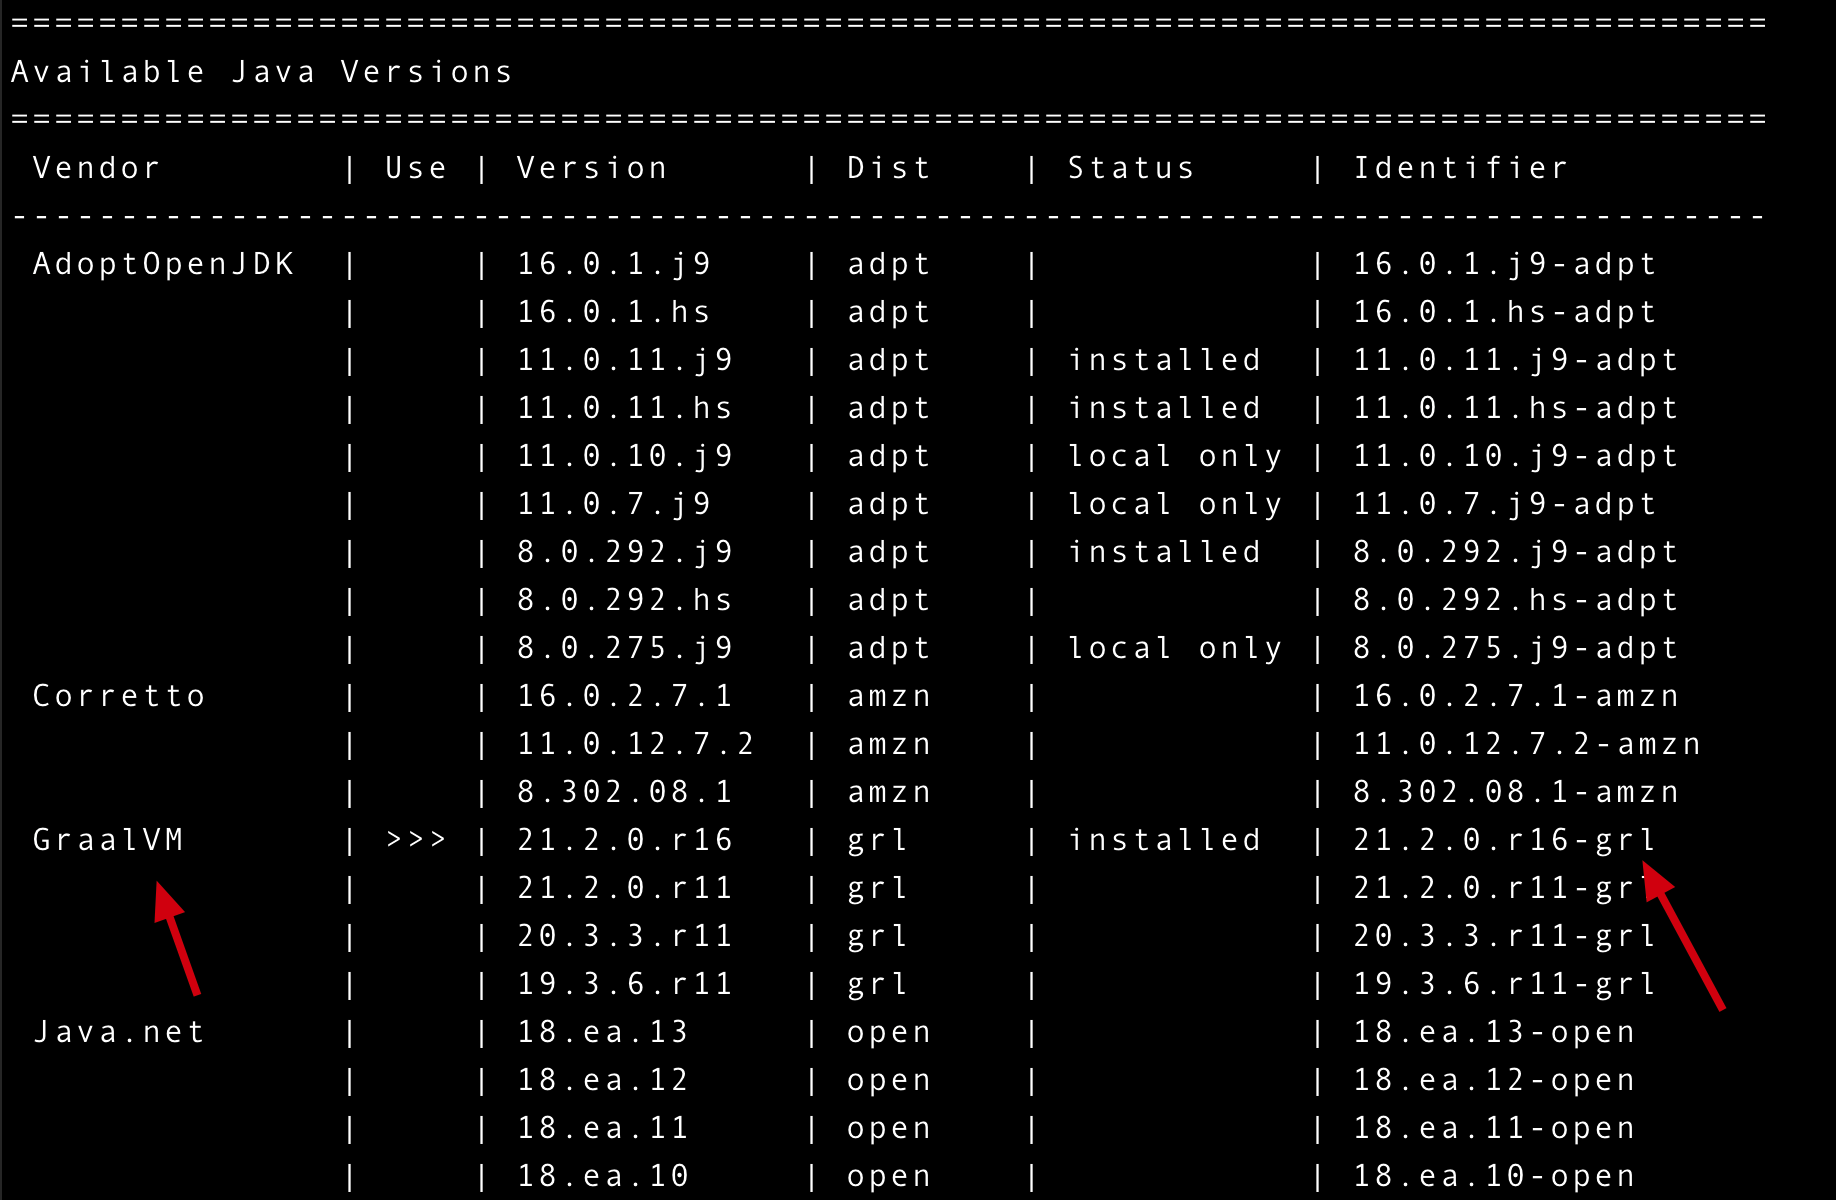 ================================================================================
Available Java Versions
================================================================================
 Vendor        | Use | Version      | Dist    | Status     | Identifier
--------------------------------------------------------------------------------
 AdoptOpenJDK  |     | 16.0.1.j9    | adpt    |            | 16.0.1.j9-adpt
               |     | 16.0.1.hs    | adpt    |            | 16.0.1.hs-adpt
               |     | 11.0.11.j9   | adpt    | installed  | 11.0.11.j9-adpt
               |     | 11.0.11.hs   | adpt    | installed  | 11.0.11.hs-adpt
               |     | 11.0.10.j9   | adpt    | local only | 11.0.10.j9-adpt
               |     | 11.0.7.j9    | adpt    | local only | 11.0.7.j9-adpt
               |     | 8.0.292.j9   | adpt    | installed  | 8.0.292.j9-adpt
               |     | 8.0.292.hs   | adpt    |            | 8.0.292.hs-adpt
               |     | 8.0.275.j9   | adpt    | local only | 8.0.275.j9-adpt
 Corretto      |     | 16.0.2.7.1   | amzn    |            | 16.0.2.7.1-amzn
               |     | 11.0.12.7.2  | amzn    |            | 11.0.12.7.2-amzn
               |     | 8.302.08.1   | amzn    |            | 8.302.08.1-amzn
 GraalVM       | >>> | 21.2.0.r16   | grl     | installed  | 21.2.0.r16-grl
               |     | 21.2.0.r11   | grl     |            | 21.2.0.r11-grl
               |     | 20.3.3.r11   | grl     |            | 20.3.3.r11-grl
               |     | 19.3.6.r11   | grl     |            | 19.3.6.r11-grl
 Java.net      |     | 18.ea.13     | open    |            | 18.ea.13-open
               |     | 18.ea.12     | open    |            | 18.ea.12-open
               |     | 18.ea.11     | open    |            | 18.ea.11-open
               |     | 18.ea.10     | open    |            | 18.ea.10-open